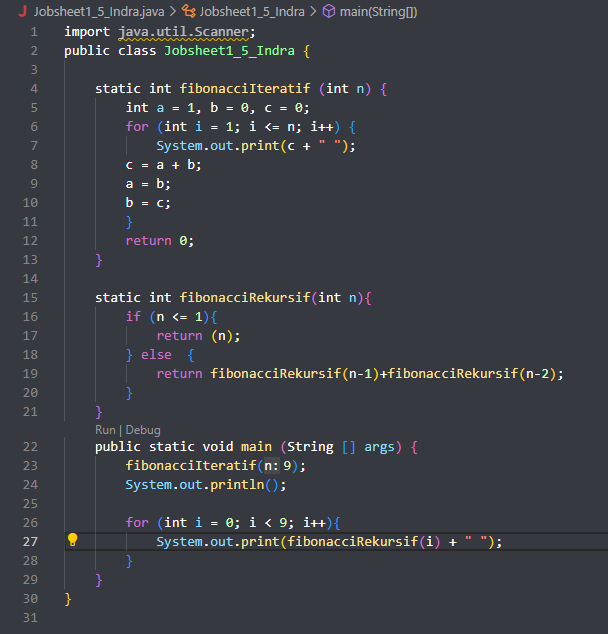 Jobsheet1_5_Indra.java > Jobsheet1_5_Indra > main(String[])
1 import java.util.Scanner;
2 public class Jobsheet1_5_Indra {
3
4 static int fibonacciIteratif (int n) {
5 int a = 1, b = 0, c = 0;
6 for (int i = 1; i <= n; i++) {
7 System.out.print(c + " ");
8 c = a + b;
9 a = b;
10 b = c;
11 }
12 return 0;
13 }
14
15 static int fibonacciRekursif(int n){
16 if (n <= 1){
17 return (n);
18 } else  {
19 return fibonacciRekursif(n-1)+fibonacciRekursif(n-2);
20 }
21 }
Run | Debug
22 public static void main (String [] args) {
23 fibonacciIteratif(n: 9);
24 System.out.println();
25
26 for (int i = 0; i < 9; i++){
27 System.out.print(fibonacciRekursif(i) + " ");
28 }
29 }
30 }
31